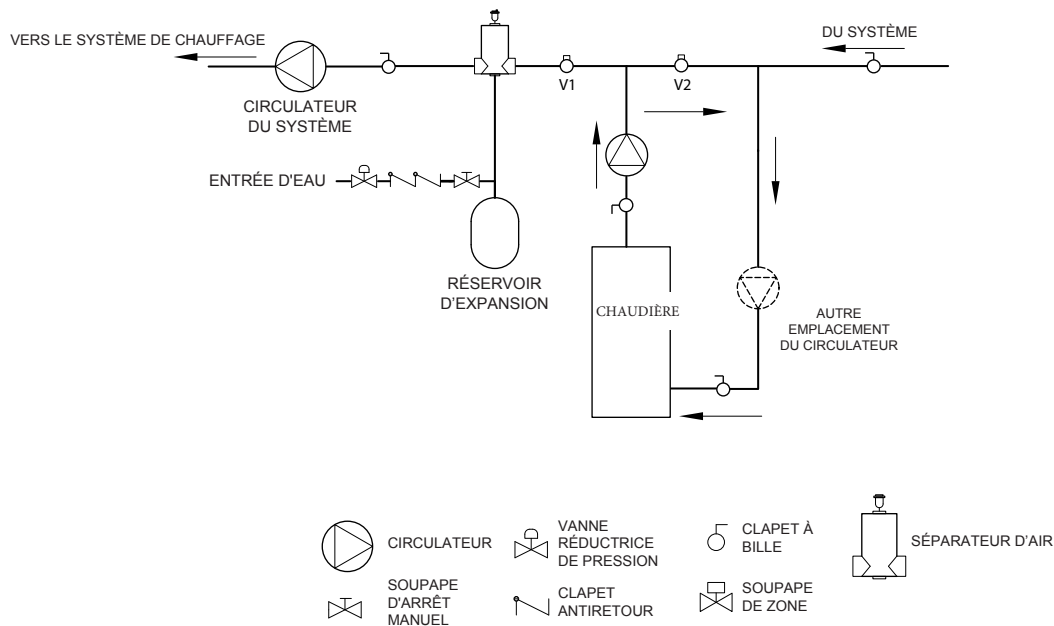 VERS LE SYSTÈME DE CHAUFFAGE
DU SYSTÈME
V1
V2
CIRCULATEUR
DU SYSTÈME
ENTRÉE D'EAU
RÉSERVOIR
D'EXPANSION
CHAUDIÈRE
AUTRE
EMPLACEMENT
DU CIRCULATEUR
CIRCULATEUR
VANNE
RÉDUCTRICE
DE PRESSION
CLAPET À
BILLE
SÉPARATEUR D'AIR
SOUPAPE
D'ARRÊT
MANUEL
CLAPET
ANTIRETOUR
SOUPAPE
DE ZONE